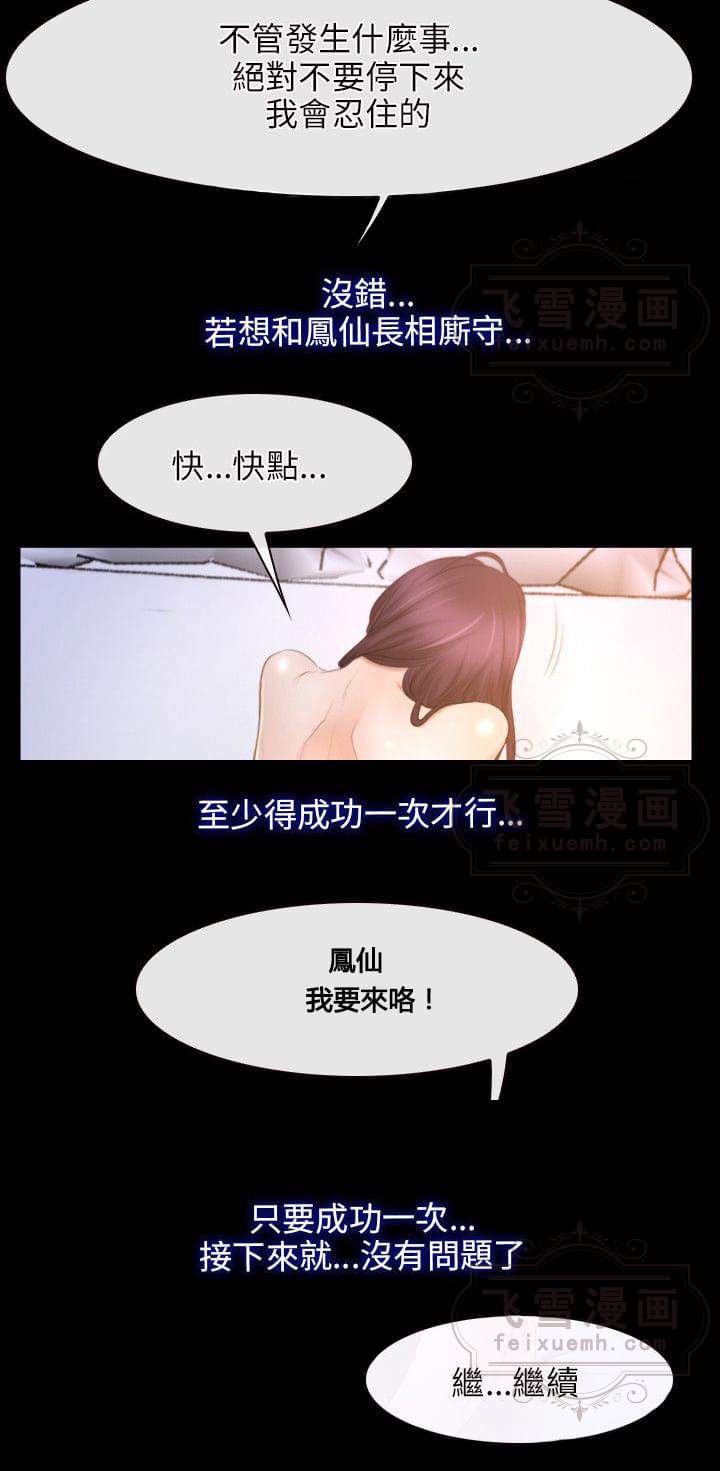 不管發生什麼事...
絕對不要停下來
我會忍住的
飞雪漫画
feixuemh.com
沒錯...
若想和鳳仙長相廝守...
快...快點...
飞雪漫画
feixuemh.com
至少得成功一次才行...
鳳仙
我要來咯！
只要成功一次...
接下來就...沒有問題了
飞雪漫画
feixuemh.com
繼...繼續